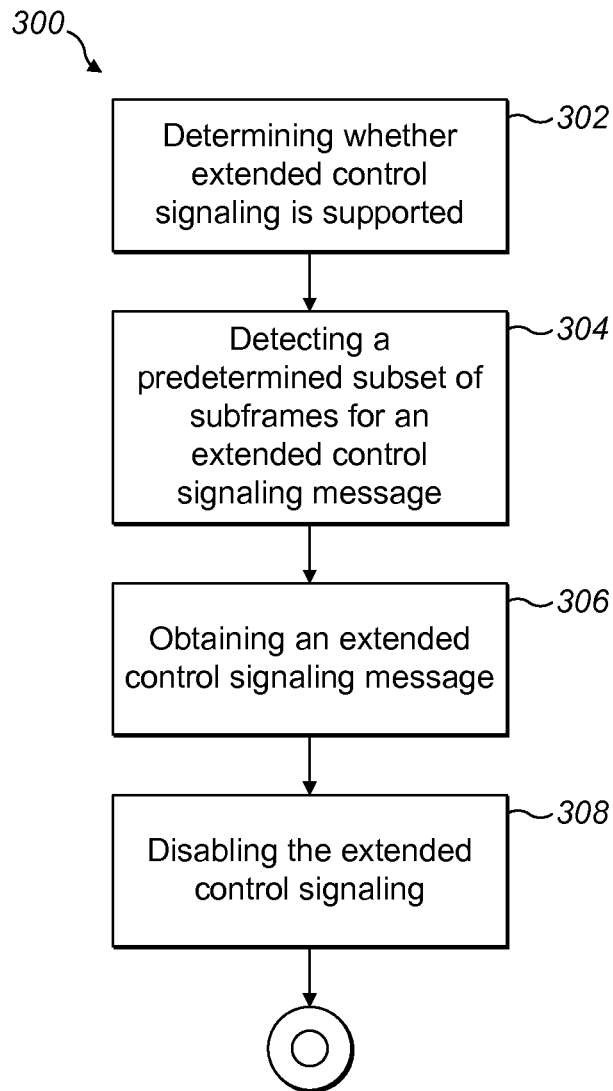 300
302
Determining whether
extended control
signaling is supported
304
Detecting a
predetermined subset of
subframes for an
extended control
signaling message
306
Obtaining an extended
control signaling message
308
Disabling the extended
control signaling